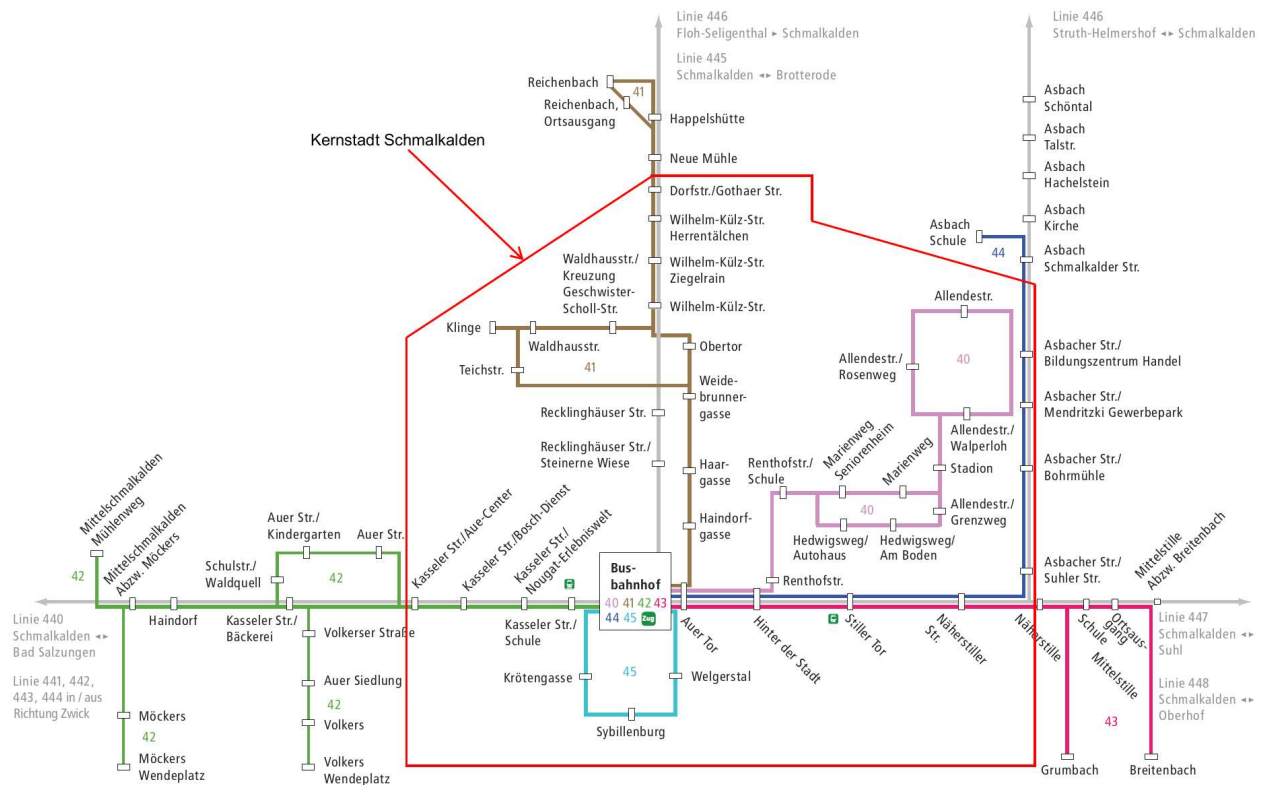 Linie 446
Floh-Seligenthal ▸ Schmalkalden
Linie 445
Schmalkalden ◂▸ Brotterode
Linie 446
Struth-Helmershof ◂▸ Schmalkalden
Kernstadt Schmalkalden
Reichenbach
41
Reichenbach,
Ortsausgang
Happelshütte
Neue Mühle
Dorfstr./Gothaer Str.
Wilhelm-Külz-Str.
Herrentälchen
Wilhelm-Külz-Str.
Ziegelrain
Wilhelm-Külz-Str.
Waldhausstr./
Kreuzung
Geschwister-
Scholl-Str.
Klinge
Waldhausstr.
Teichstr.
41
Obertor
Weide-
brunner-
gasse
Recklinghäuser Str.
Recklinghäuser Str./
Steinerne Wiese
Haar-
gasse
Haindorf-
gasse
Asbach
Schöntal
Asbach
Talstr.
Asbach
Hachelstein
Asbach
Kirche
Asbach
Schule
44
Asbach
Schmalkalder Str.
Allendestr.
Allendestr./
Rosenweg
40
Allendestr./
Walperloh
Stadion
Allendestr./
Grenzweg
Asbacher Str./
Bildungszentrum Handel
Asbacher Str./
Mendritzki Gewerbepark
Asbacher Str./
Bohrmühle
Asbacher Str./
Suhler Str.
Renthofstr./
Schule
Marienweg
Seniorenheim
Marienweg
40
Hedwigsweg/
Autohaus
Hedwigsweg/
Am Boden
Renthofstr.
Mittelschmalkalden
Mühlenweg
42
Mittelschmalkalden
Abzw. Möckers
Haindorf
Schulstr./
Waldquell
Auer Str./
Kindergarten
Auer Str.
42
Kasseler Str./
Bäckerei
Kasseler Str./Aue-Center
Kasseler Str./Bosch-Dienst
Kasseler Str./
Nougat-Erlebniswelt
Kasseler Str./
Schule
Bus-
bahnhof
40 41 42 43
44 45 Zug
Auer Tor
Hinter der Stadt
Stiller Tor
Näherstiller
Str.
Näherstille
Schule
Ortsaus-
gang
Mittelstille
Mittelstille
Abzw. Breitenbach
Linie 440
Schmalkalden ◂▸
Bad Salzungen
Linie 441, 442,
443, 444 in / aus
Richtung Zwick
Möckers
42
Möckers
Wendeplatz
Volkerser Straße
Auer Siedlung
42
Volkers
Volkers
Wendeplatz
Krötengasse
45
Welgerstal
Sybillenburg
Linie 447
Schmalkalden ◂▸
Suhl
Linie 448
Schmalkalden ◂▸
Oberhof
43
Grumbach
Breitenbach